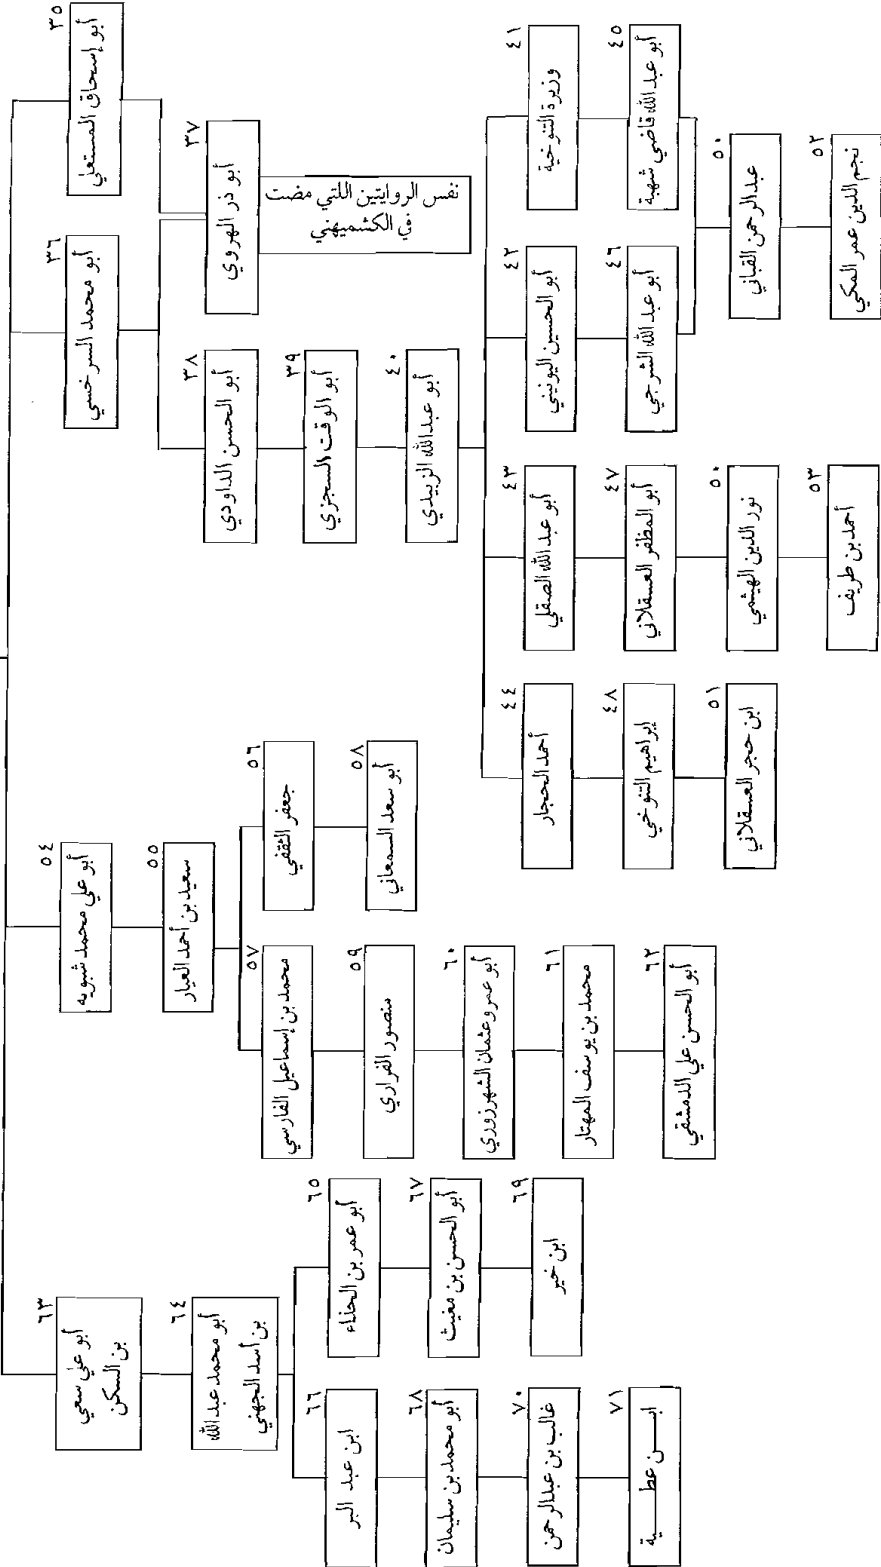 ٣٥
أبو إسحاق المستملي
٣٦
أبو محمد السرخسي
٣٧
أبو ذر الهروي
نفس الروايتين اللتي مضت
في الكشميهني
٣٨
أبو الحسن الداودي
٣٩
أبو الوقت السجزي
٤٠
أبو عبد الله الزبيدي
٤١
وزيرة التنوخية
٤٢
أبو الحسين اليونيني
٤٣
أبو عبد الله الصقلي
٤٤
أحمد الحجار
٤٥
أبو عبد الله قاضي شهبة
٤٦
أبو عبد الله الشرجي
٤٧
أبو المظفر العسقلاني
٤٨
إبراهيم التنوخي
٥٠
عبد الرحمن القباني
٥٠
نور الدين الهيثمي
٥١
ابن حجر العسقلاني
٥٢
نجم الدين عمر المكي
٥٣
أحمد بن طريف
٥٤
أبو علي محمد شبويه
٥٥
سعيد بن أحمد العيار
٥٦
جعفر الثقفي
٥٧
محمد بن إسماعيل الفارسي
٥٨
أبو سعد السمعاني
٥٩
منصور الفراري
٦٠
أبو عمرو عثمان الشهرزوري
٦١
محمد بن يوسف المهتار
٦٢
أبو الحسن علي الدمشقي
٦٣
أبو علي سعي
بن السكن
٦٤
أبو محمد عبد الله
بن أسد الجهني
٦٥
أبو عمر بن الحذاء
٦٦
ابن عبد البر
٦٧
أبو الحسن بن مغيث
٦٨
أبو محمد بن سليمان
٦٩
ابن خير
٧٠
غالب بن عبد الرحمن
٧١
ابن عطية